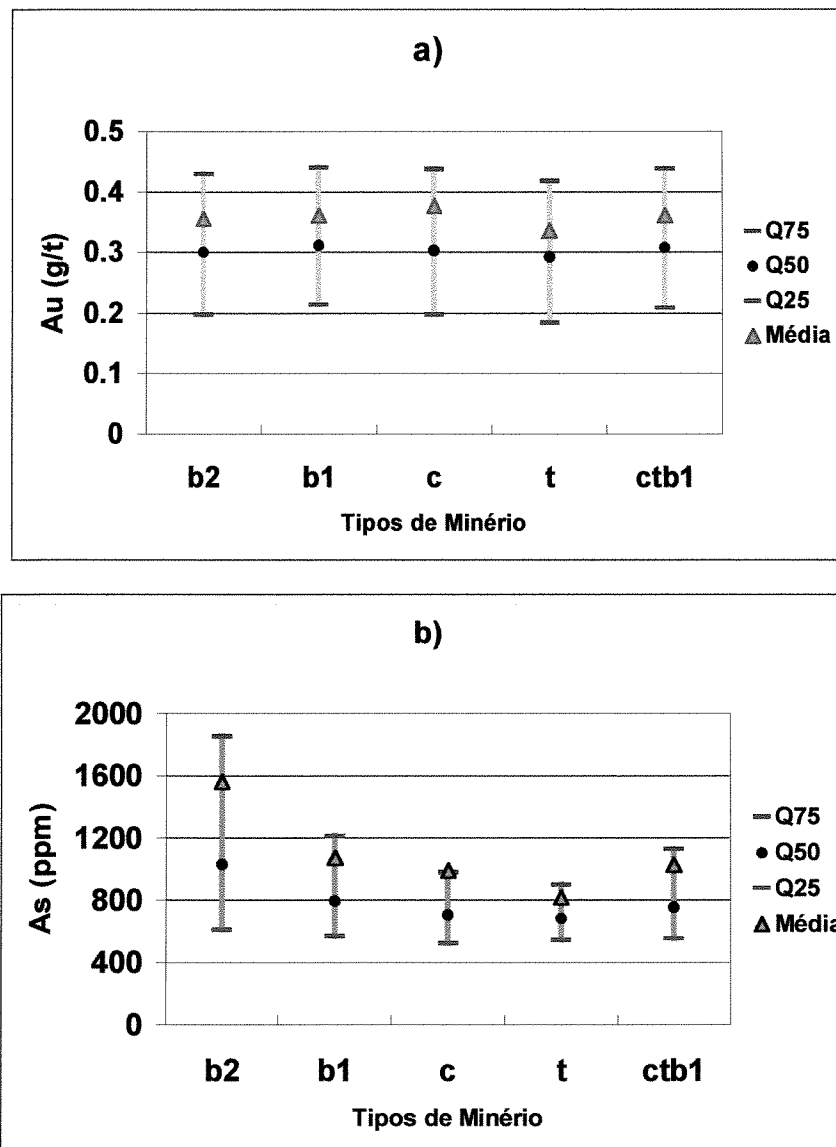 a)
Au (g/t)
0.5
0.4
0.3
0.2
0.1
0
b2 b1 c t ctb1
Tipos de Minério
Q75
Q50
Q25
Média
b)
As (ppm)
2000
1600
1200
800
400
0
b2 b1 c t ctb1
Tipos de Minério
Q75
Q50
Q25
Média